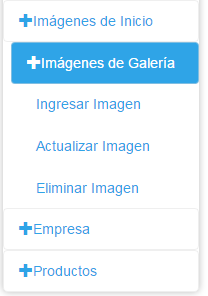 Imágenes de Inicio
Imágenes de Galería
Ingresar Imagen
Actualizar Imagen
Eliminar Imagen
Empresa
Productos